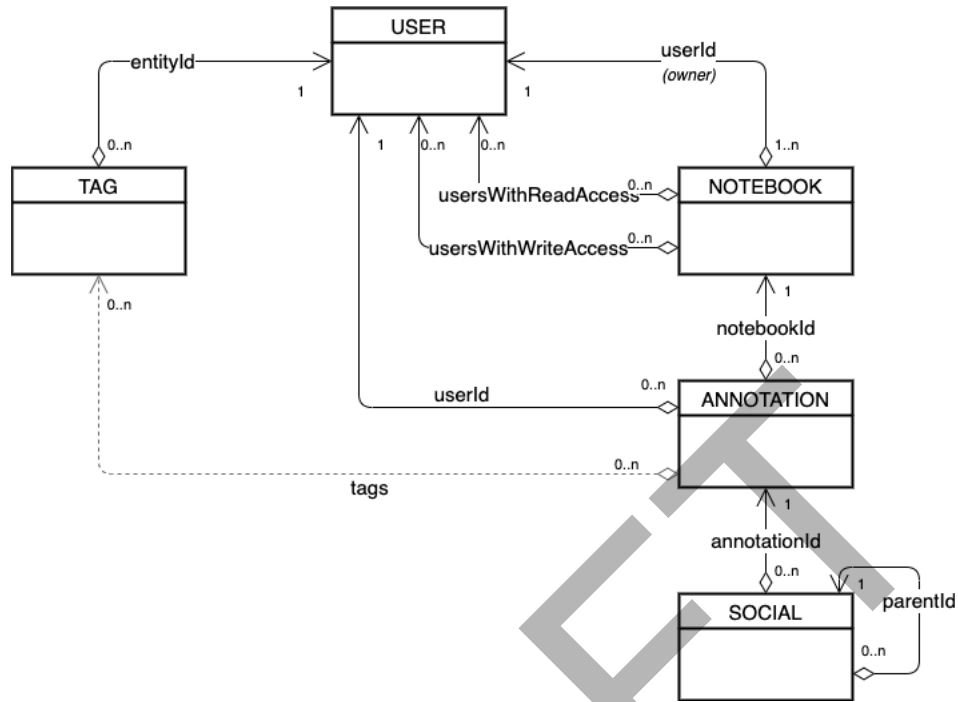 USER
entityId
userId
(owner)
1
1
0..n
1
0..n
0..n
1..n
TAG
NOTEBOOK
usersWithReadAccess
0..n
usersWithWriteAccess
0..n
0..n
1
notebookId
0..n
userId
0..n
ANNOTATION
tags
0..n
1
annotationId
0..n
1
parentId
SOCIAL
0..n